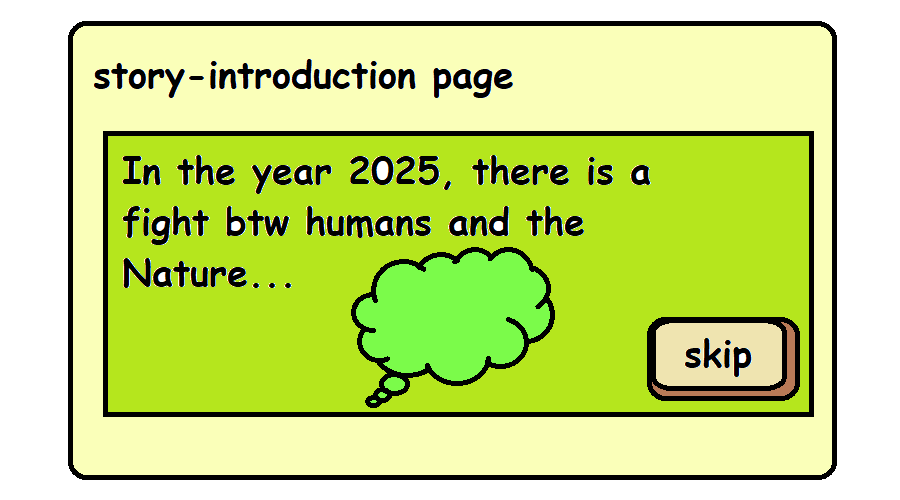 story-introduction page
In the year 2025, there is a
fight btw humans and the
Nature...
skip